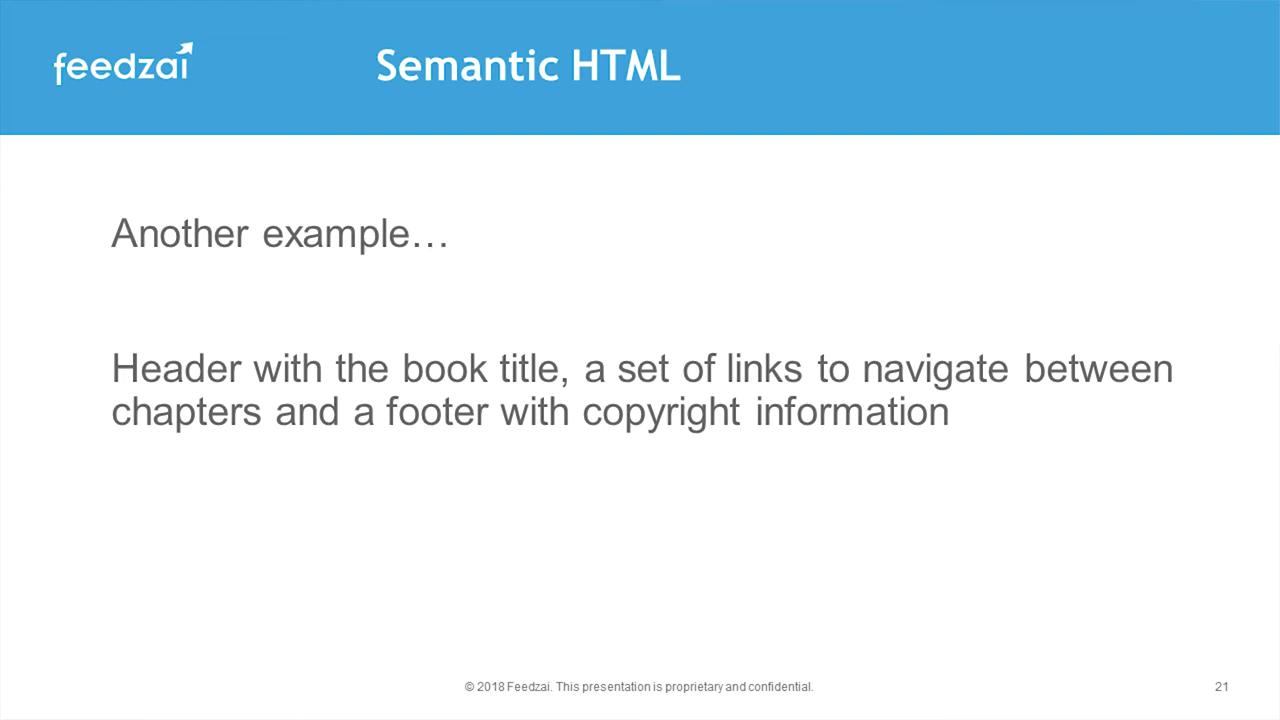 feedzai
Semantic HTML
Another example…
Header with the book title, a set of links to navigate between
chapters and a footer with copyright information
© 2018 Feedzai. This presentation is proprietary and confidential.
21